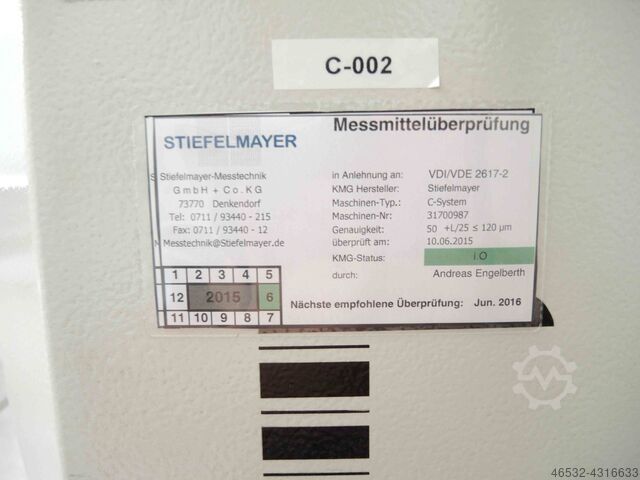 C-002
STIEFELMAYER
Messmittelüberprüfung
Stiefelmayer-Messtechnik
GmbH + Co.KG
73770 Denkendorf
Tel: 0711 / 93440 - 215
Fax: 0711 / 93440 - 12
Messtechnik@Stiefelmayer.de
in Anlehnung an: VDI/VDE 2617-2
KMG Hersteller: Stiefelmayer
Maschinen-Typ.: C-System
Maschinen-Nr: 31700987
Genauigkeit: 50 +L/25 ≤ 120 µm
überprüft am: 10.06.2015
KMG-Status: i.O
durch: Andreas Engelberth
1 2 3 4 5
12 2015 6
11 10 9 8 7
Nächste empfohlene Überprüfung: Jun. 2016
46532-4316633